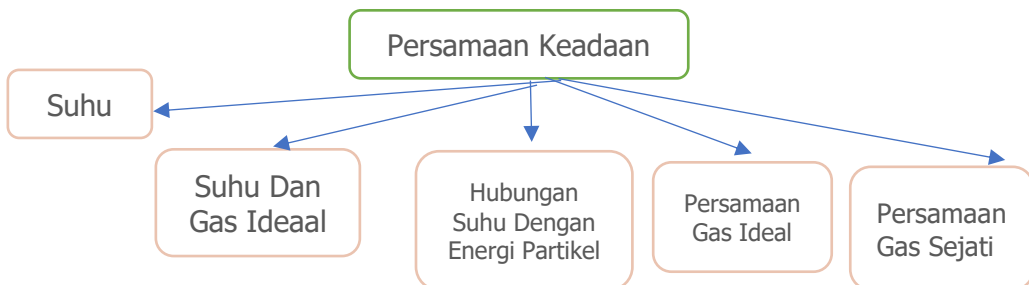 Persamaan Keadaan
Suhu
Suhu Dan
Gas Ideaal
Hubungan
Suhu Dengan
Energi Partikel
Persamaan
Gas Ideal
Persamaan
Gas Sejati